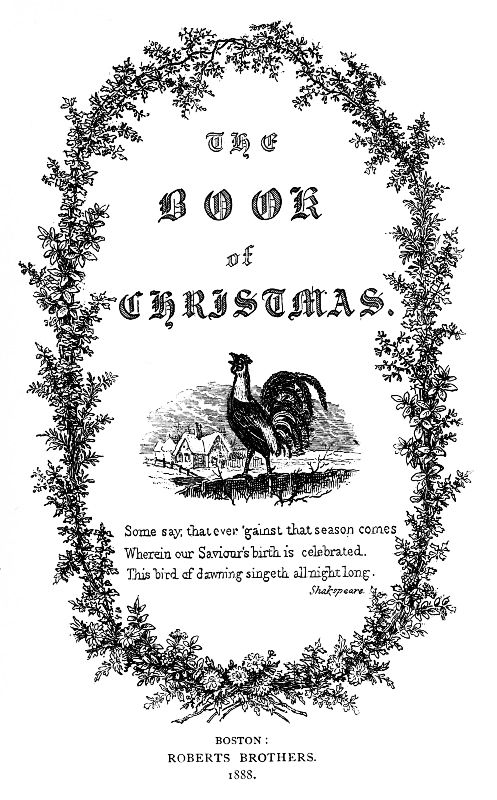 THE
BOOK
of
CHRISTMAS.
Some say, that ever 'gainst that season comes
Wherein our Saviour's birth is celebrated.
This bird of dawning singeth all night long.
Shakspeare.
BOSTON:
ROBERTS BROTHERS.
1888.